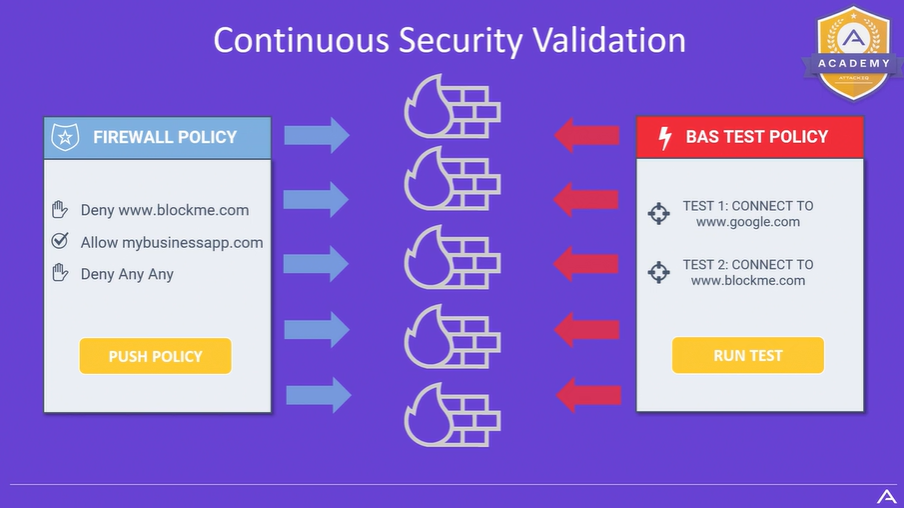 Continuous Security Validation
ACADEMY
ATTACKIQ
FIREWALL POLICY
Deny www.blockme.com
Allow mybusinessapp.com
Deny Any Any
PUSH POLICY
BAS TEST POLICY
TEST 1: CONNECT TO
www.google.com
TEST 2: CONNECT TO
www.blockme.com
RUN TEST